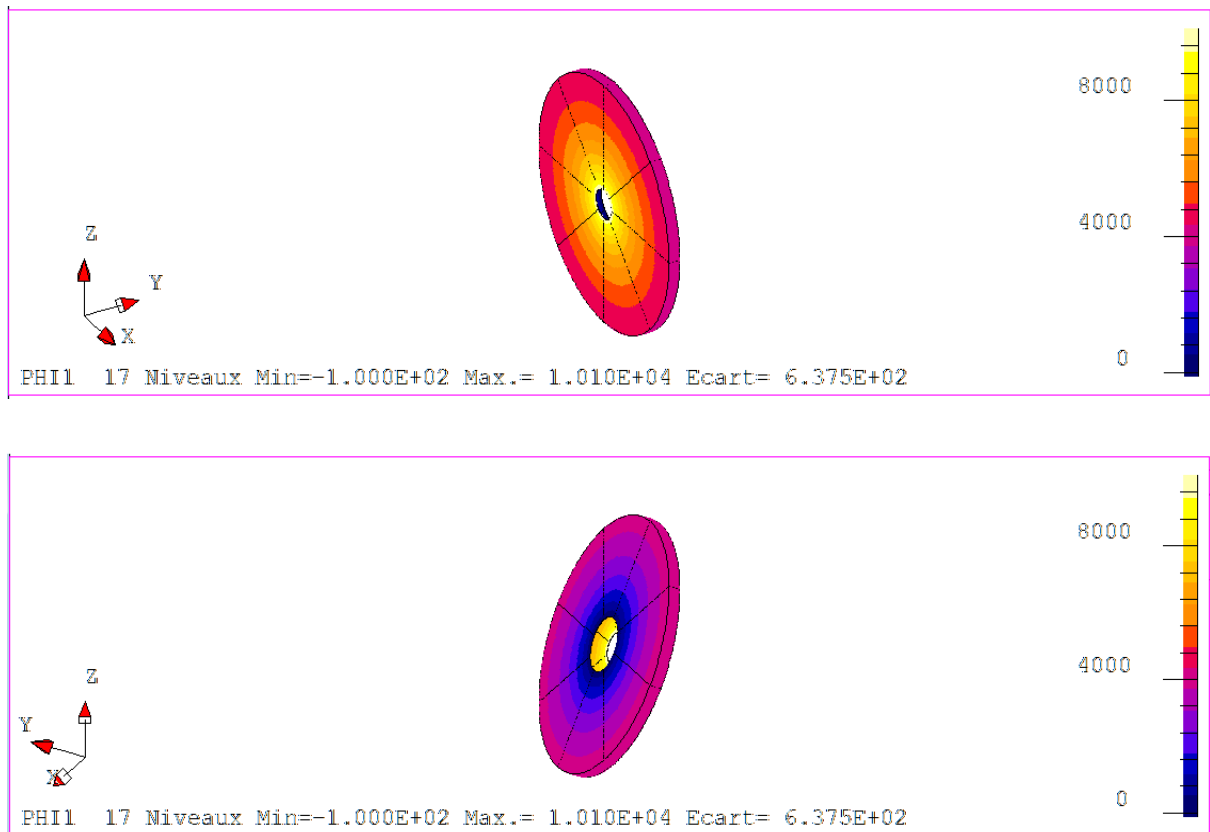 8000
4000
Z
Y
X
0
PHI1 17 Niveaux Min=-1.000E+02 Max.= 1.010E+04 Ecart= 6.375E+02
8000
4000
Z
Y
X
0
PHI1 17 Niveaux Min=-1.000E+02 Max.= 1.010E+04 Ecart= 6.375E+02